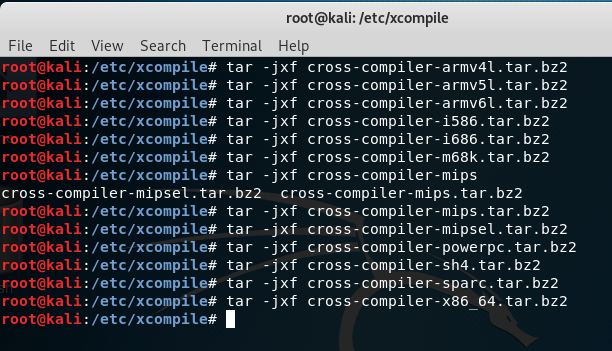 root@kali: /etc/xcompile
File Edit View Search Terminal Help
root@kali:/etc/xcompile# tar -jxf cross-compiler-armv4l.tar.bz2
root@kali:/etc/xcompile# tar -jxf cross-compiler-armv5l.tar.bz2
root@kali:/etc/xcompile# tar -jxf cross-compiler-armv6l.tar.bz2
root@kali:/etc/xcompile# tar -jxf cross-compiler-i586.tar.bz2
root@kali:/etc/xcompile# tar -jxf cross-compiler-i686.tar.bz2
root@kali:/etc/xcompile# tar -jxf cross-compiler-m68k.tar.bz2
root@kali:/etc/xcompile# tar -jxf cross-compiler-mips
cross-compiler-mipsel.tar.bz2  cross-compiler-mips.tar.bz2
root@kali:/etc/xcompile# tar -jxf cross-compiler-mips.tar.bz2
root@kali:/etc/xcompile# tar -jxf cross-compiler-mipsel.tar.bz2
root@kali:/etc/xcompile# tar -jxf cross-compiler-powerpc.tar.bz2
root@kali:/etc/xcompile# tar -jxf cross-compiler-sh4.tar.bz2
root@kali:/etc/xcompile# tar -jxf cross-compiler-sparc.tar.bz2
root@kali:/etc/xcompile# tar -jxf cross-compiler-x86_64.tar.bz2
root@kali:/etc/xcompile#